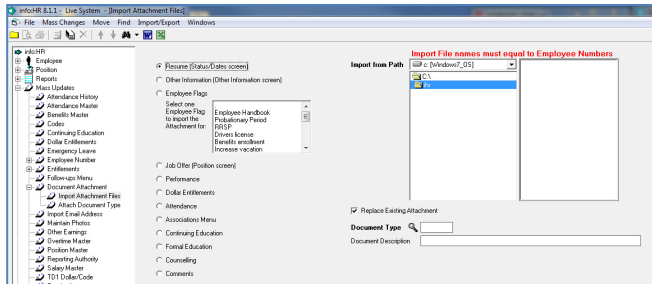 info:HR 8.1.1 - Live System - [Import Attachment Files]
File Mass Changes Move Find Import/Export Windows
info:HR
Employee
Position
Reports
Mass Updates
Attendance History
Attendance Master
Benefits Master
Codes
Continuing Education
Dollar Entitlements
Emergency Leave
Employee Number
Entitlements
Follow-ups Menu
Document Attachment
Import Attachment Files
Attach Document Type
Import Email Address
Maintain Photos
Other Earnings
Overtime Master
Position Master
Reporting Authority
Salary Master
TD1 Dollar/Code
Resume (Status/Dates screen)
Other Information (Other Information screen)
Employee Flags
Select one
Employee Flag
to import the
Attachment for:
Employee Handbook
Probationary Period
RRSP
Drivers license
Benefits enrollment
Increase vacation
Job Offer (Position screen)
Performance
Dollar Entitlements
Attendance
Associations Menu
Continuing Education
Formal Education
Counselling
Comments
Import File names must equal to Employee Numbers
Import from Path
c: [Windows7_OS]
C:\
Replace Existing Attachment
Document Type
Document Description